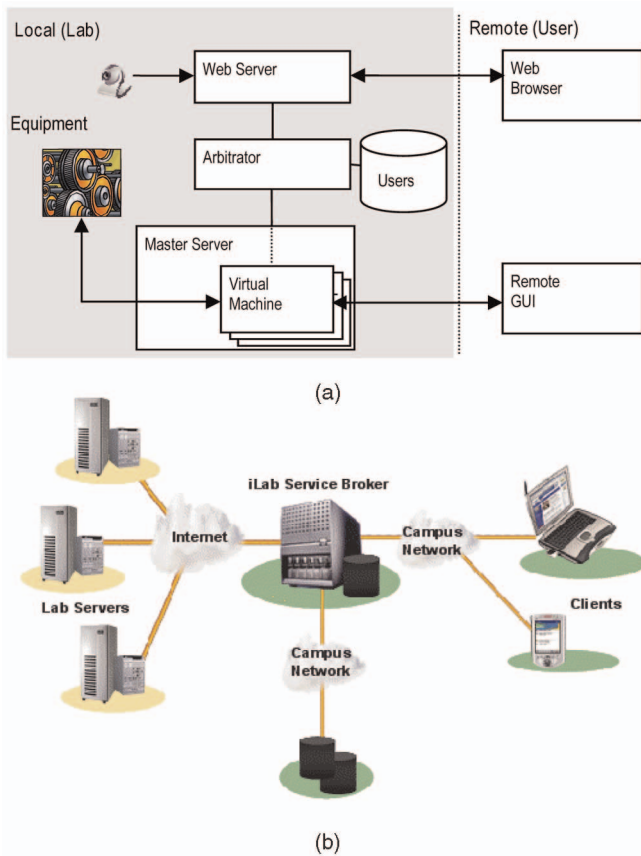 Local (Lab)
Remote (User)
Web Server
Web
Browser
Equipment
Arbitrator
Users
Master Server
Virtual
Machine
Remote
GUI
(a)
iLab Service Broker
Internet
Campus
Network
Lab Servers
Clients
Campus
Network
(b)